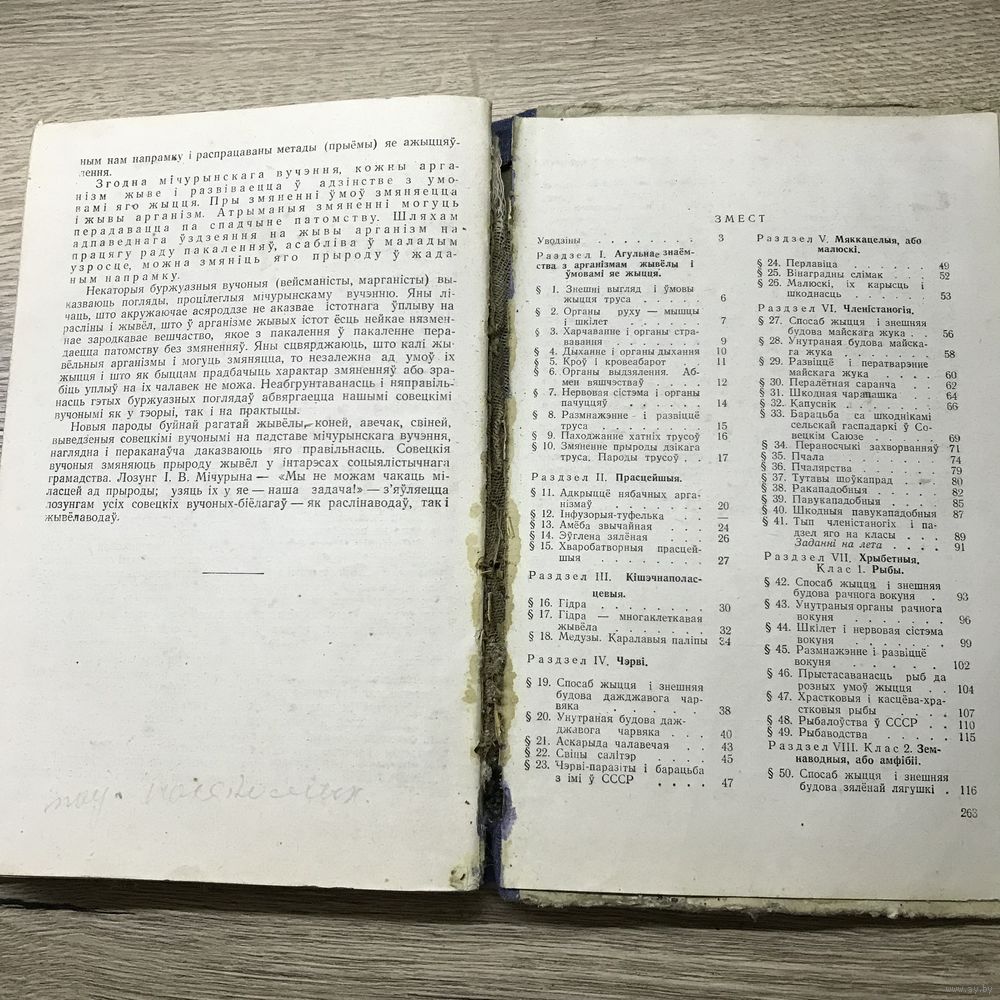 ным нам напрамку і распрацаваны метады (прыёмы) яе ажыццяў-
лення.
Згодна мічурынскага вучэння, кожны арга-
нізм жыве і развіваецца ў адзінстве з умо-
вамі яго жыцця. Пры змяненні ўмоў змяняецца
і жывы арганізм. Атрыманыя змяненні могуць
перадавацца па спадчыне патомству. Шляхам
адпаведнага ўздзеяння на жывы арганізм на
працягу раду пакаленняў, асабліва ў маладым
узросце, можна змяніць яго прыроду ў жада-
ным напрамку.
Некаторыя буржуазныя вучоныя (вейсманісты, марганісты) вы-
казваюць погляды, процілеглыя мічурынскаму вучэнню. Яны лі-
чаць, што акружаючае асяроддзе не аказвае істотнага ўплыву на
расліны і жывёл, што ў арганізме жывых істот ёсць нейкае нязмен-
нае зародкавае вешчаство, якое з пакалення ў пакаленне пера-
даецца патомству без змяненняў. Яны сцвярджаюць, што калі жы-
вёльныя арганізмы і могуць змяняцца, то незалежна ад умоў іх
жыцця і што як быццам прадбачыць характар змяненняў або зра-
біць уплыў на іх чалавек не можа. Неабгрунтаванасць і няправіль-
насць гэтых буржуазных поглядаў абвяргаецца нашымі совецкімі
вучонымі як у тэорыі, так і на практыцы.
Новыя пароды буйнай рагатай жывёлы, коней, авечак, свіней,
выведзеныя совецкімі вучонымі на падставе мічурынскага вучэння,
наглядна і пераканаўча даказваюць яго правільнасць. Совецкія
вучоныя змяняюць прыроду жывёл у інтарэсах соцыялістычнага
грамадства. Лозунг І. В. Мічурына — «Мы не можам чакаць мі-
ласцей ад прыроды; узяць іх у яе — наша задача!» — з'яўляецца
лозунгам усіх совецкіх вучоных-біёлагаў — як раслінаводаў, так і
жывёлаводаў.
ЗМЕСТ
Уводзіны . . . . . . . . 3
Раздзел І. Агульнае знаём-
ства з арганізмам жывёлы і
ўмовамі яе жыцця.
§ 1. Знешні выгляд і ўмовы
жыцця труса . . . . . 6
§ 2. Органы руху — мышцы
і шкілет . . . . . . 7
§ 3. Харчаванне і органы стра-
вавання . . . . . . 9
§ 4. Дыханне і органы дыхання 10
§ 5. Кроў і кровеабарот . . . 11
§ 6. Органы выдзялення. Аб-
мен вяшчэстваў . . . . 12
§ 7. Нервовая сістэма і органы
пачуццяў . . . . . . 14
§ 8. Размнажэнне і развіццё
труса . . . . . . . 15
§ 9. Паходжанне хатніх трусоў 16
§ 10. Змяненне прыроды дзікага
труса. Пароды трусоў . . 17
Раздзел ІІ. Прасцейшыя.
§ 11. Адкрыццё нябачных арга-
нізмаў . . . . . . . 20
§ 12. Інфузорыя-туфелька . . . —
§ 13. Амёба звычайная . . . 24
§ 14. Эўглена зялёная . . . . 26
§ 15. Хваробатворныя прасцей-
шыя . . . . . . . . 27
Раздзел ІІІ. Кішэчнаполас-
цевыя.
§ 16. Гідра . . . . . . . . 30
§ 17. Гідра — многаклеткавая
жывёла . . . . . . . 32
§ 18. Медузы. Каралавыя паліпы 34
Раздзел IV. Чэрві.
§ 19. Спосаб жыцця і знешняя
будова дажджавога чар-
вяка . . . . . . . 38
§ 20. Унутраная будова даж-
джавога чарвяка . . . . 40
§ 21. Аскарыда чалавечая . . 43
§ 22. Свіны салітэр . . . . 45
§ 23. Чэрві-паразіты і барацьба
з імі ў СССР . . . . . 47
Раздзел V. Мяккацелыя, або
малюскі.
§ 24. Перлавіца . . . . 49
§ 25. Вінаградны слімак . . . 52
§ 26. Малюскі, іх карысць і
шкоднасць . . . . . . 53
Раздзел VI. Членістаногія.
§ 27. Спосаб жыцця і знешняя
будова майскага жука . . 56
§ 28. Унутраная будова майска-
га жука . . . . . . 58
§ 29. Развіццё і ператварэнне
майскага жука . . . . 60
§ 30. Пералётная саранча . . 62
§ 31. Шкодная чарапашка . . 64
§ 32. Капуснік . . . . . . 66
§ 33. Барацьба са шкоднікамі
сельскай гаспадаркі ў Со-
вецкім Саюзе . . . . . 69
§ 34. Пераносчыкі захворванняў 71
§ 35. Пчала . . . . . . . 74
§ 36. Пчалярства . . . . . 79
§ 37. Тутавы шоўкапрад . . . 80
§ 38. Ракападобныя . . . . . 82
§ 39. Павукападобныя . . . . 85
§ 40. Шкодныя павукападобныя 87
§ 41. Тып членістаногіх і па-
дзел яго на класы . . . 89
Заданні на лета . . . . 91
Раздзел VII. Хрыбетныя.
Клас 1. Рыбы.
§ 42. Спосаб жыцця і знешняя
будова рачнога вокуня . 93
§ 43. Унутраныя органы рачнога
вокуня . . . . . . . 96
§ 44. Шкілет і нервовая сістэма
вокуня . . . . . . . 99
§ 45. Размнажэнне і развіццё
вокуня . . . . . . 102
§ 46. Прыстасаванасць рыб да
розных умоў жыцця . . 104
§ 47. Храстковыя і касцёва-хра-
стковыя рыбы . . . . 107
§ 48. Рыбалоўства ў СССР . . 110
§ 49. Рыбаводства . . . . . 115
Раздзел VIII. Клас 2. Зем-
наводныя, або амфібіі.
§ 50. Спосаб жыцця і знешняя
будова зялёнай лягушкі . 116
263
www.ay.by